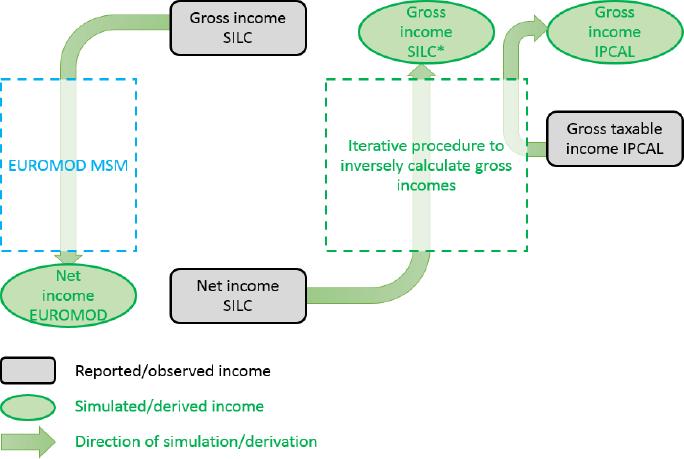 Gross income
SILC
Gross
income
SILC*
Gross
income
IPCAL
EUROMOD MSM
Iterative procedure to
inversely calculate gross
incomes
Gross taxable
income IPCAL
Net
income
EUROMOD
Net income
SILC
Reported/observed income
Simulated/derived income
Direction of simulation/derivation